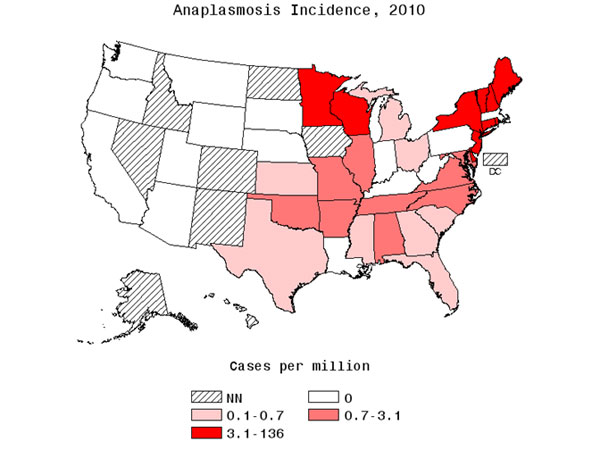 Anaplasmosis Incidence, 2010
DC
Cases per million
NN 0
0.1-0.7 0.7-3.1
3.1-136